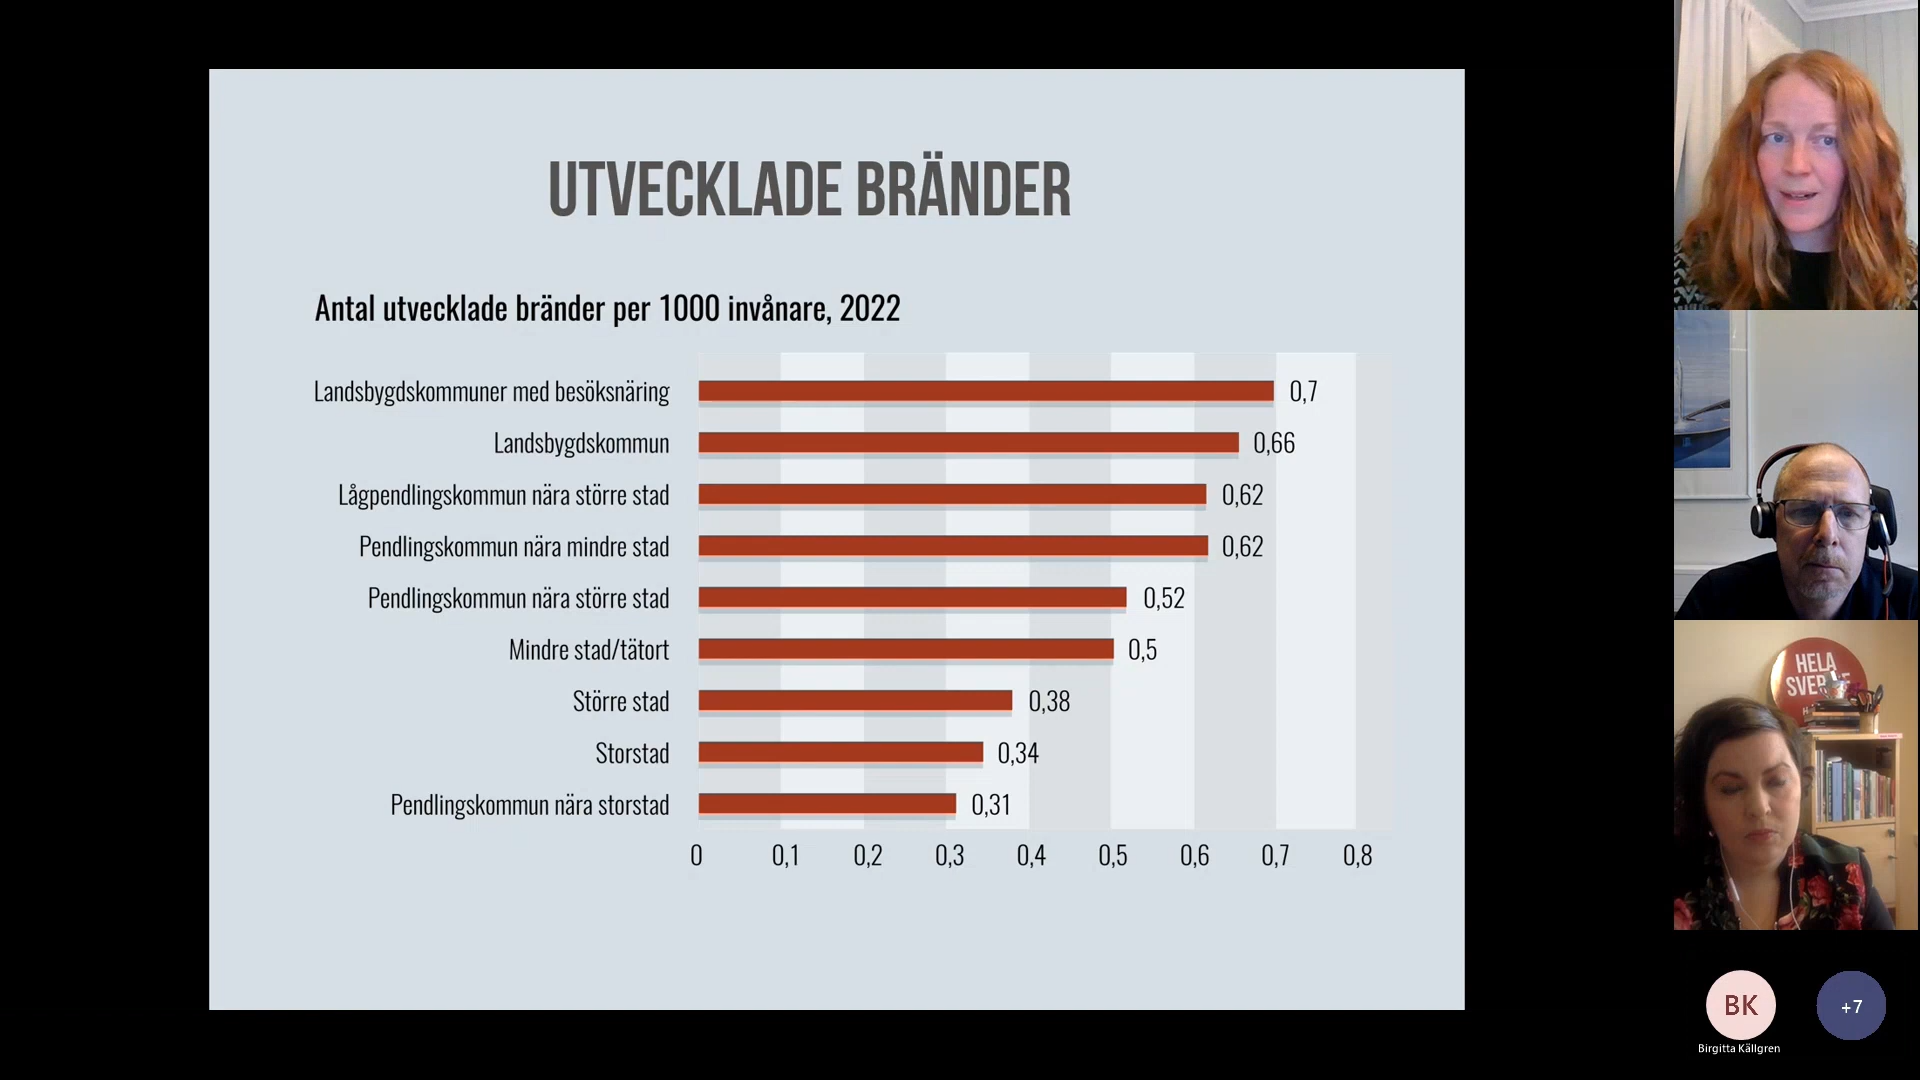 UTVECKLADE BRÄNDER
Antal utvecklade bränder per 1000 invånare, 2022
Landsbygdskommuner med besöksnäring 0,7
Landsbygdskommun 0,66
Lågpendlingskommun nära större stad 0,62
Pendlingskommun nära mindre stad 0,62
Pendlingskommun nära större stad 0,52
Mindre stad/tätort 0,5
Större stad 0,38
Storstad 0,34
Pendlingskommun nära storstad 0,31
0 0,1 0,2 0,3 0,4 0,5 0,6 0,7 0,8
HELA
BK
+7
Birgitta Källgren